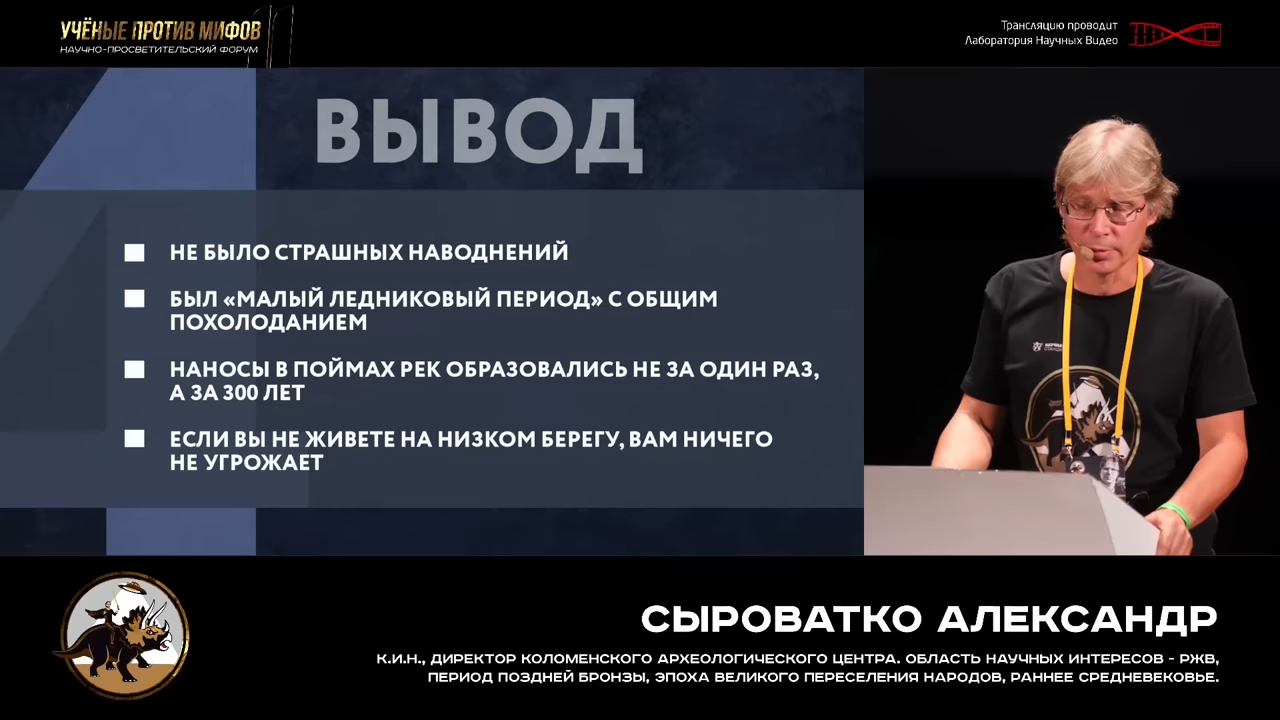 УЧЁНЫЕ ПРОТИВ МИФОВ
НАУЧНО-ПРОСВЕТИТЕЛЬСКИЙ ФОРУМ
Трансляцию проводит
Лаборатория Научных Видео
ВЫВОД
НЕ БЫЛО СТРАШНЫХ НАВОДНЕНИЙ
БЫЛ «МАЛЫЙ ЛЕДНИКОВЫЙ ПЕРИОД» С ОБЩИМ
ПОХОЛОДАНИЕМ
НАНОСЫ В ПОЙМАХ РЕК ОБРАЗОВАЛИСЬ НЕ ЗА ОДИН РАЗ,
А ЗА 300 ЛЕТ
ЕСЛИ ВЫ НЕ ЖИВЕТЕ НА НИЗКОМ БЕРЕГУ, ВАМ НИЧЕГО
НЕ УГРОЖАЕТ
СЫРОВАТКО АЛЕКСАНДР
К.И.Н., ДИРЕКТОР КОЛОМЕНСКОГО АРХЕОЛОГИЧЕСКОГО ЦЕНТРА. ОБЛАСТЬ НАУЧНЫХ ИНТЕРЕСОВ - РЖВ,
ПЕРИОД ПОЗДНЕЙ БРОНЗЫ, ЭПОХА ВЕЛИКОГО ПЕРЕСЕЛЕНИЯ НАРОДОВ, РАННЕЕ СРЕДНЕВЕКОВЬЕ.